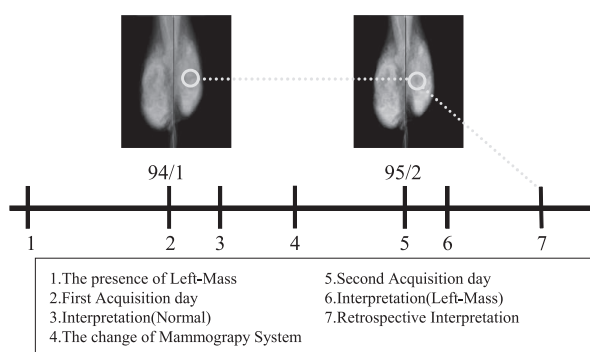 94/1
95/2
1
2
3
4
5
6
7
1.The presence of Left-Mass
2.First Acquisition day
3.Interpretation(Normal)
4.The change of Mammograpy System
5.Second Acquisition day
6.Interpretation(Left-Mass)
7.Retrospective Interpretation